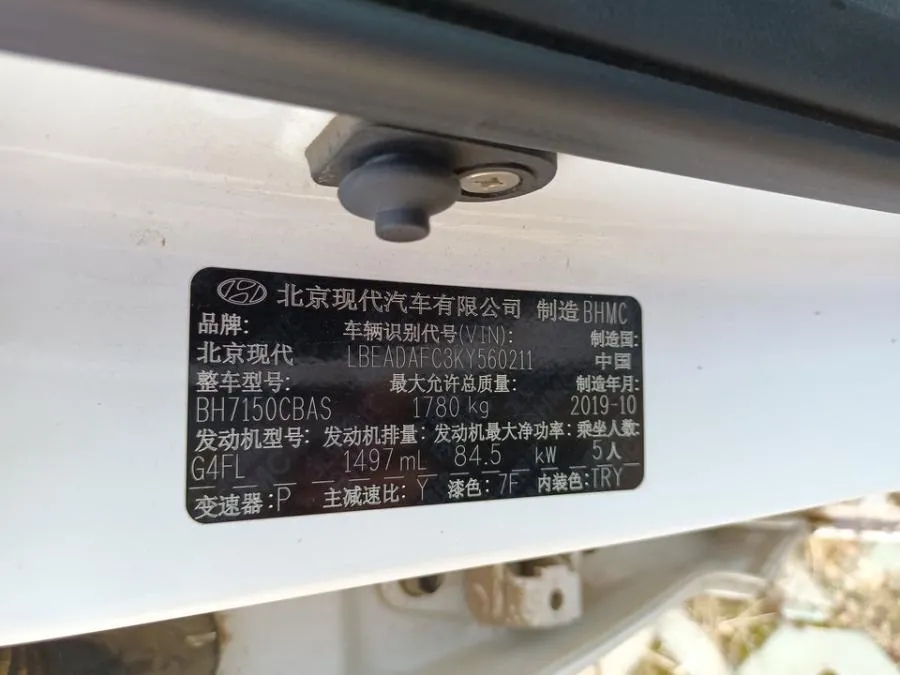 北京现代汽车有限公司 制造 BHMC
品牌: 车辆识别代号(VIN): 制造国:
北京现代 LBEADAFC3KY560211 中国
整车型号: 最大允许总质量: 制造年月:
BH7150CBAS 1780 kg 2019-10
发动机型号: 发动机排量: 发动机最大净功率: 乘坐人数:
G4FL 1497 mL 84.5 kW 5人
变速器: P 主减速比: Y 漆色: 7F 内装色: TRY